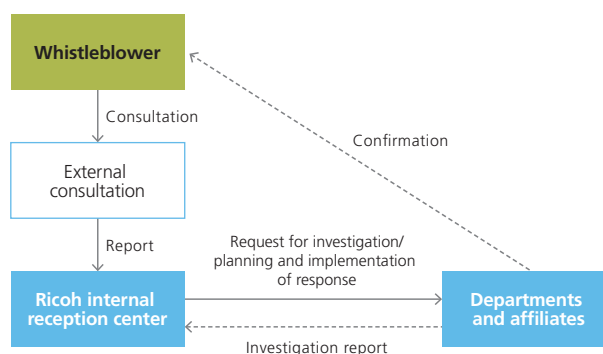 Whistleblower
Consultation
Confirmation
External
consultation
Report
Request for investigation/
planning and implementation
of response
Ricoh internal
reception center
Departments
and affiliates
Investigation report